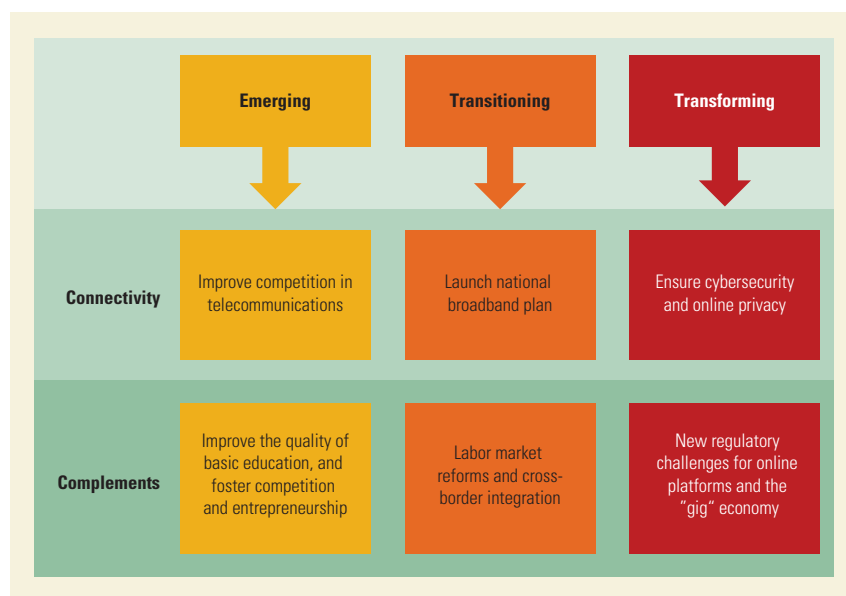 Emerging
Transitioning
Transforming
Connectivity
Improve competition in
telecommunications
Launch national
broadband plan
Ensure cybersecurity
and online privacy
Complements
Improve the quality of
basic education, and
foster competition
and entrepreneurship
Labor market
reforms and cross-
border integration
New regulatory
challenges for online
platforms and the
“gig“ economy